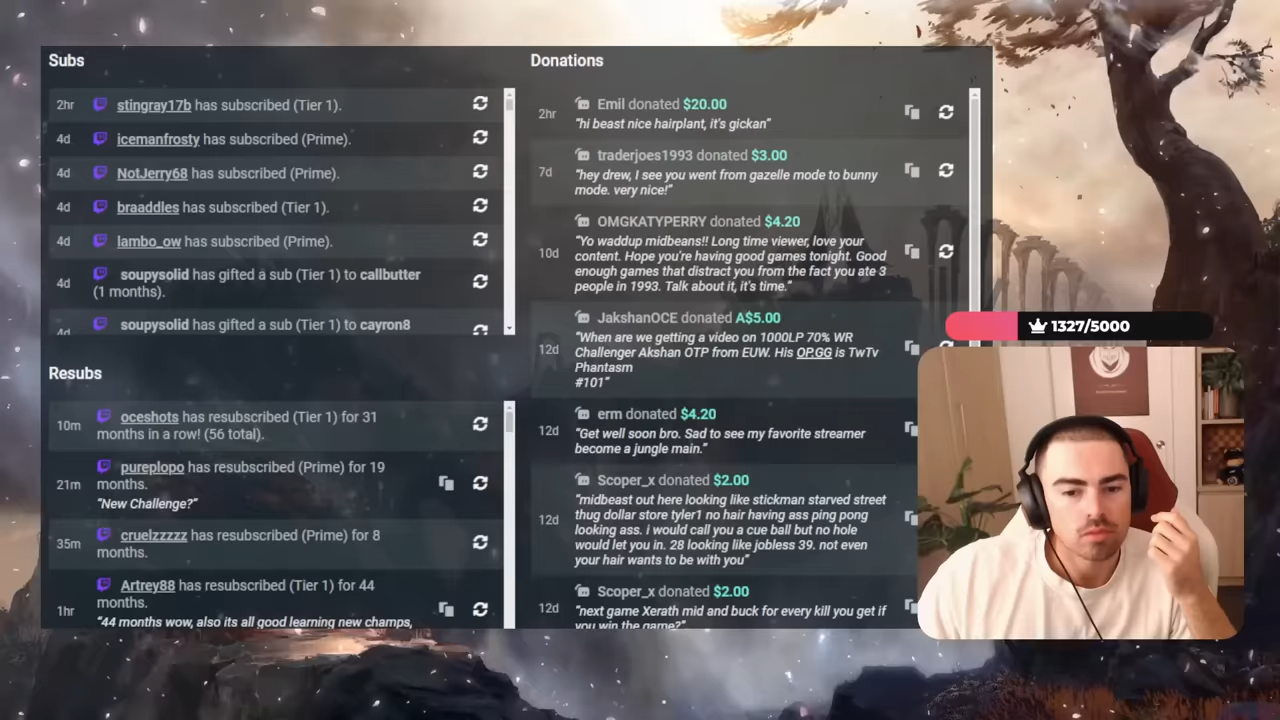 Subs
2hr stingray17b has subscribed (Tier 1).
4d icemanfrosty has subscribed (Prime).
4d NotJerry68 has subscribed (Prime).
4d braaddles has subscribed (Tier 1).
4d lambo_ow has subscribed (Prime).
4d soupysolid has gifted a sub (Tier 1) to callbutter
(1 months).
4d soupysolid has gifted a sub (Tier 1) to cayron8
Resubs
10m oceshots has resubscribed (Tier 1) for 31
months in a row! (56 total).
21m pureplopo has resubscribed (Prime) for 19
months.
"New Challenge?"
35m cruelzzzzz has resubscribed (Prime) for 8
months.
1hr Artrey88 has resubscribed (Tier 1) for 44
months.
"44 months wow, also its all good learning new champs,
Donations
2hr Emil donated $20.00
"hi beast nice hairplant, it's gickan"
7d traderjoes1993 donated $3.00
"hey drew, I see you went from gazelle mode to bunny
mode. very nice!"
10d OMGKATYPERRY donated $4.20
"Yo waddup midbeans!! Long time viewer, love your
content. Hope you're having good games tonight. Good
enough games that distract you from the fact you ate 3
people in 1993. Talk about it, it's time."
12d JakshanOCE donated A$5.00
"When are we getting a video on 1000LP 70% WR
Challenger Akshan OTP from EUW. His OP.GG is TwTv
Phantasm
#101"
12d erm donated $4.20
"Get well soon bro. Sad to see my favorite streamer
become a jungle main."
12d Scoper_x donated $2.00
"midbeast out here looking like stickman starved street
thug dollar store tyler1 no hair having ass ping pong
looking ass. i would call you a cue ball but no hole
would let you in. 28 looking like jobless 39. not even
your hair wants to be with you"
12d Scoper_x donated $2.00
"next game Xerath mid and buck for every kill you get if
you win the game?"
1327/5000